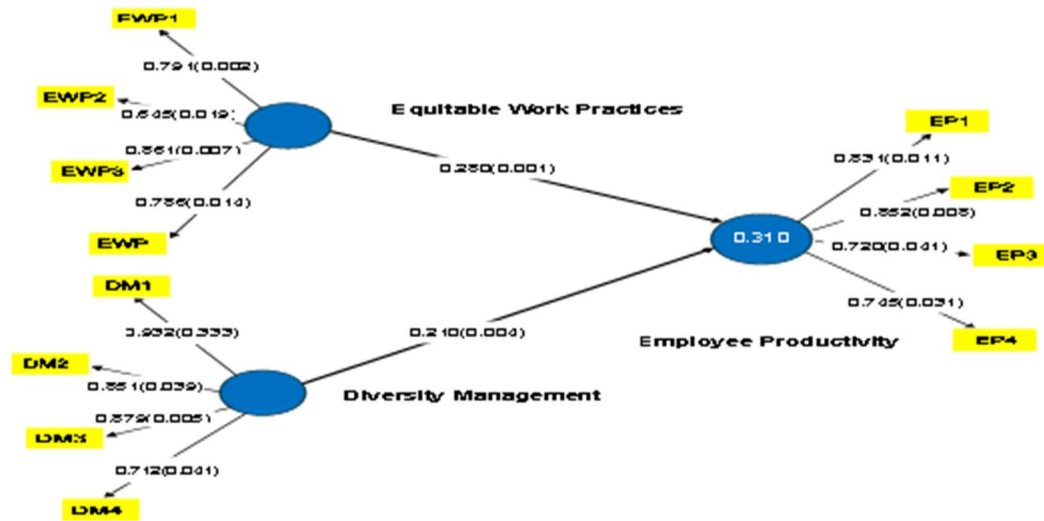 EWP1
0.791(0.002)
EWP2
0.645(0.019)
0.861(0.007)
EWP3
0.786(0.014)
EWP
Equitable Work Practices
0.280(0.001)
EP1
0.831(0.011)
EP2
0.852(0.008)
0.310
0.720(0.041)
EP3
0.745(0.031)
EP4
Employee Productivity
DM1
0.932(0.333)
0.210(0.004)
DM2
0.851(0.039)
Diversity Management
0.879(0.005)
DM3
0.712(0.041)
DM4